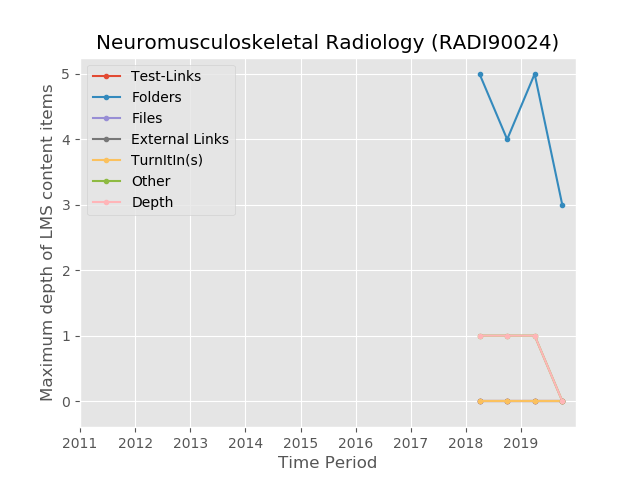 Neuromusculoskeletal Radiology (RADI90024)
Maximum depth of LMS content items
5
4
3
2
1
0
Test-Links
Folders
Files
External Links
TurnItIn(s)
Other
Depth
2011 2012 2013 2014 2015 2016 2017 2018 2019
Time Period